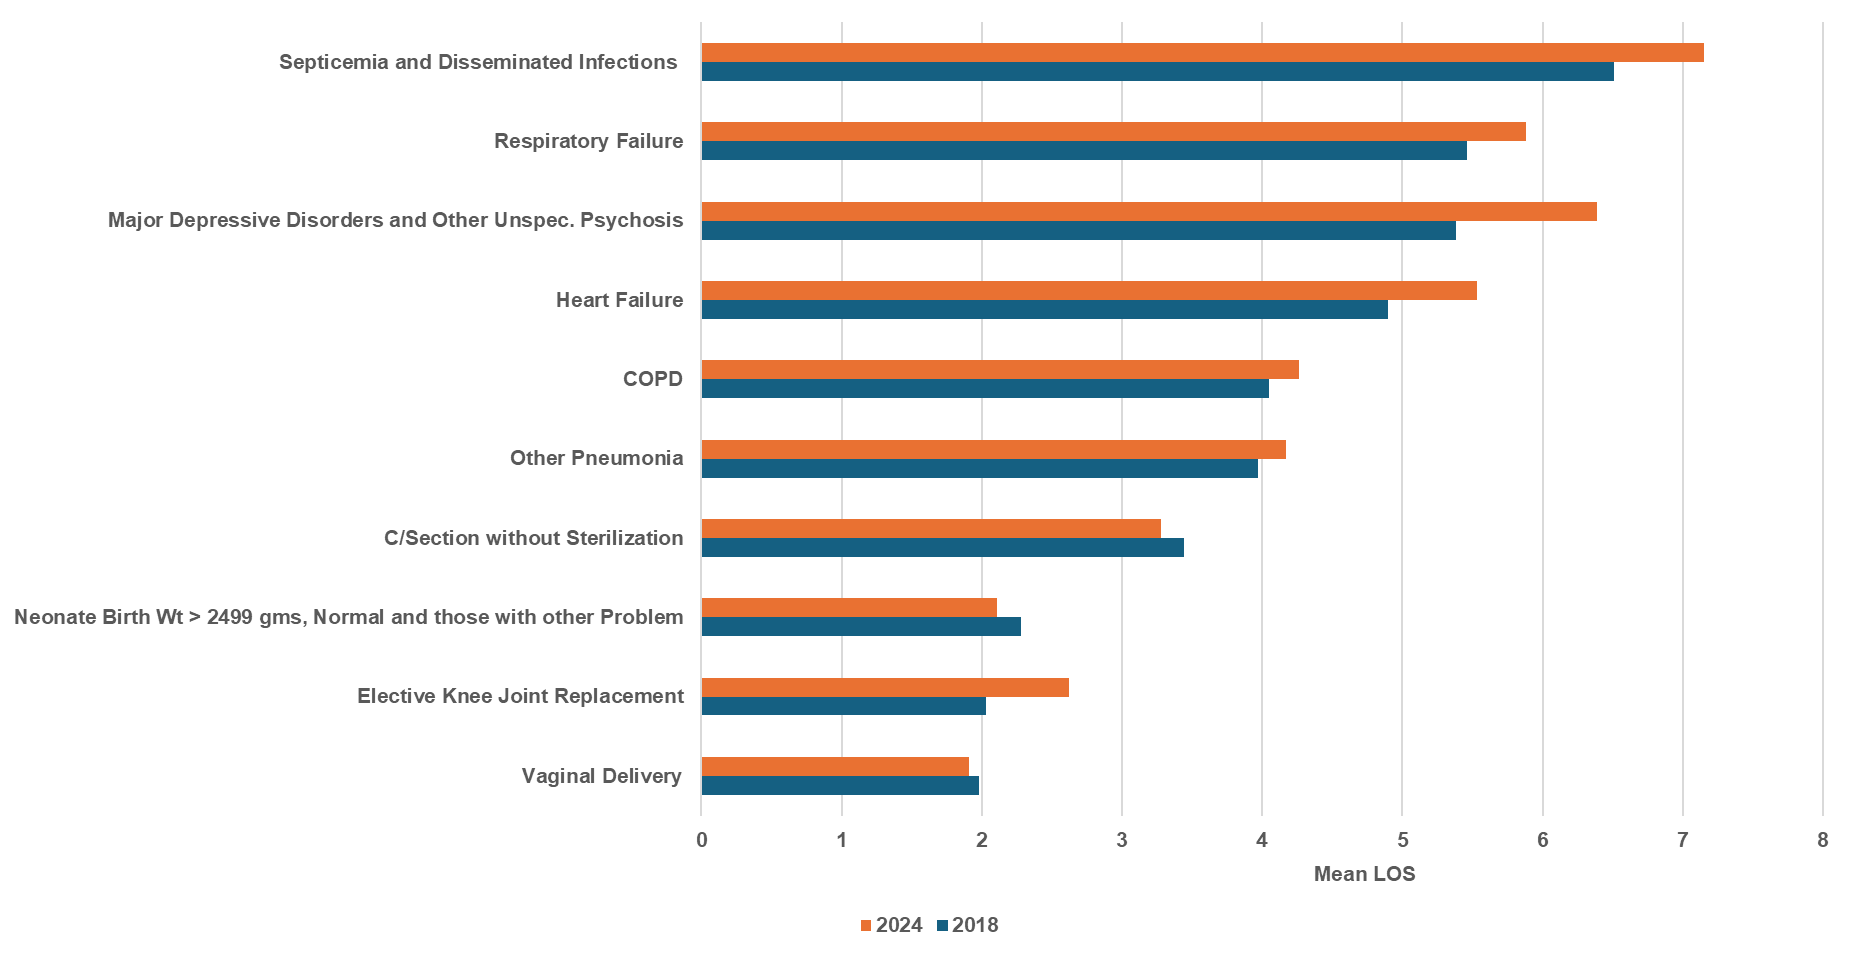 Septicemia and Disseminated Infections
Respiratory Failure
Major Depressive Disorders and Other Unspec. Psychosis
Heart Failure
COPD
Other Pneumonia
C/Section without Sterilization
Neonate Birth Wt > 2499 gms, Normal and those with other Problem
Elective Knee Joint Replacement
Vaginal Delivery
0 1 2 3 4 5 6 7 8
Mean LOS
2024 2018